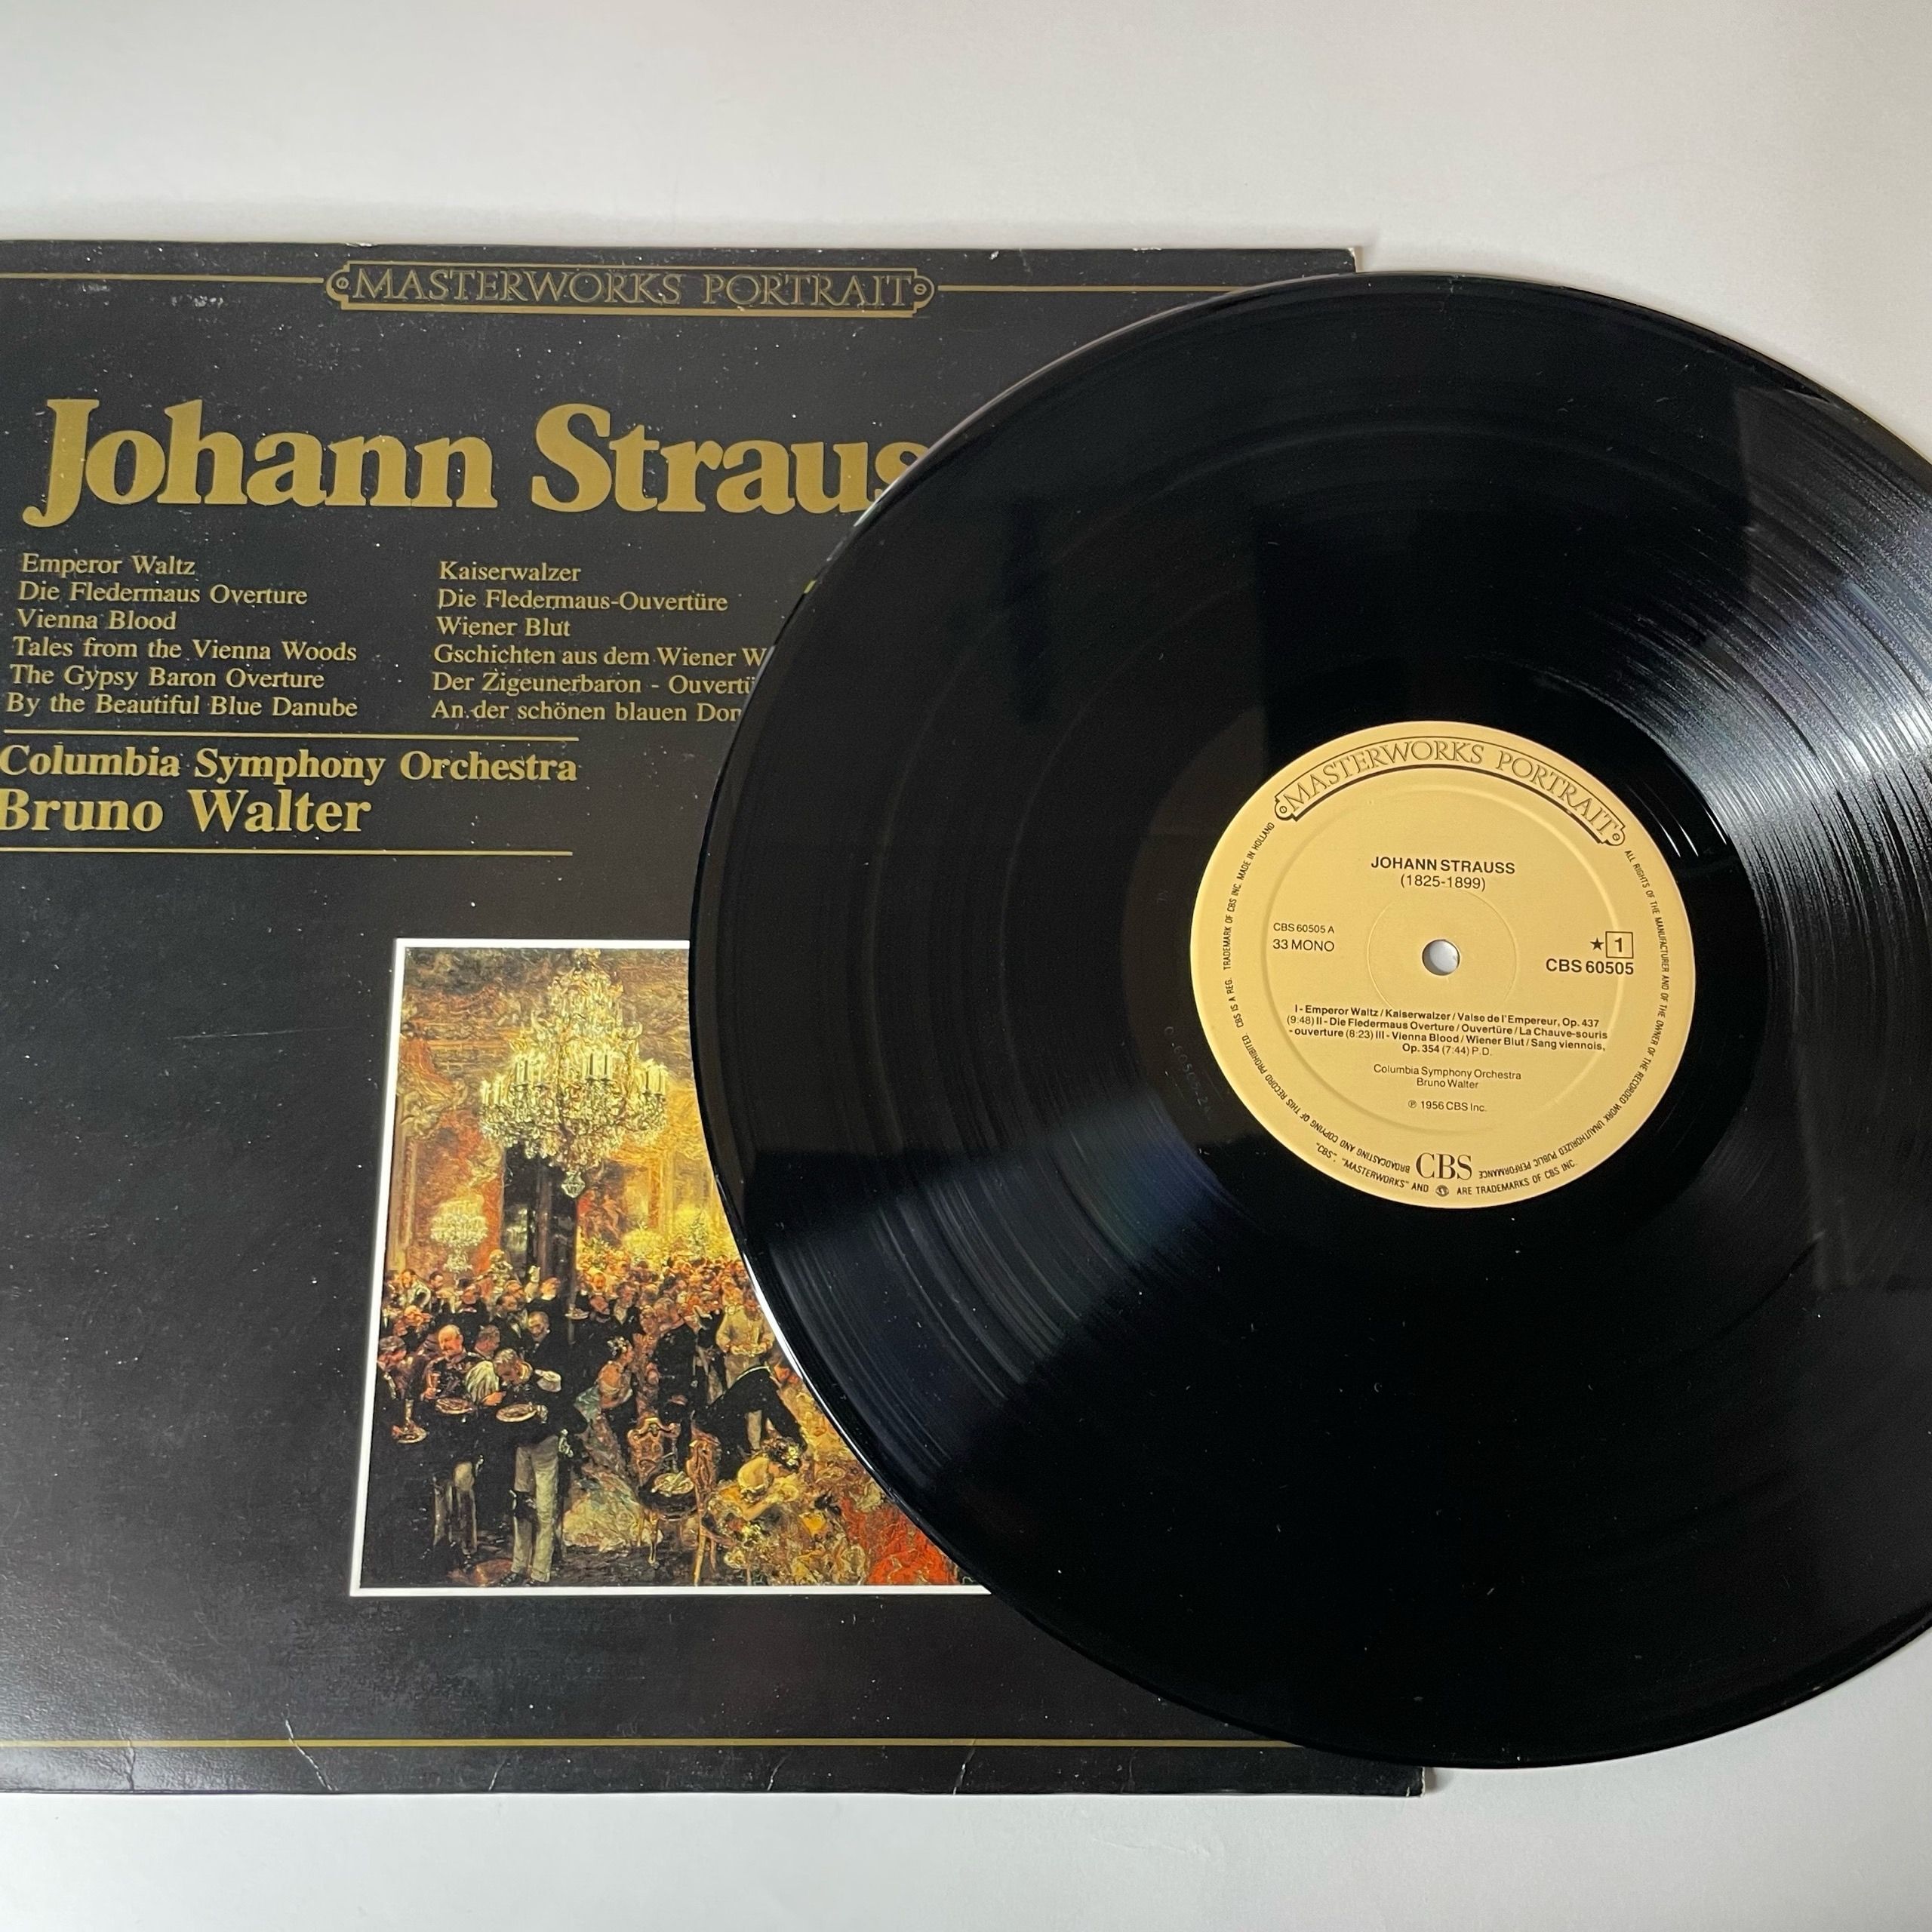 MASTERWORKS PORTRAIT
Johann Straus
Emperor Waltz
Die Fledermaus Overture
Vienna Blood
Tales from the Vienna Woods
The Gypsy Baron Overture
By the Beautiful Blue Danube
Kaiserwalzer
Die Fledermaus-Ouvertüre
Wiener Blut
Gschichten aus dem Wiener W
Der Zigeunerbaron - Ouvertü
An der schönen blauen Don
Columbia Symphony Orchestra
Bruno Walter
MASTERWORKS PORTRAIT
JOHANN STRAUSS
(1825-1899)
CBS 60505 A
33 MONO
★ 1
CBS 60505
I - Emperor Waltz / Kaiserwalzer / Valse de l'Empereur, Op. 437
(9:48) II - Die Fledermaus Overture / Ouvertüre / La Chauve-souris
- ouverture (8:23) III - Vienna Blood / Wiener Blut / Sang viennois,
Op. 354 (7:44) P.D.
Columbia Symphony Orchestra
Bruno Walter
℗ 1956 CBS Inc.
CBS
ALL RIGHTS OF THE MANUFACTURER AND OF THE OWNER OF THE RECORDED WORK UNAUTHORIZED PUBLIC PERFORMANCE
BROADCASTING AND COPYING OF THIS RECORD PROHIBITED. CBS IS A REG. TRADEMARK OF CBS INC. MADE IN HOLLAND
"CBS", "MASTERWORKS" AND ARE TRADEMARKS OF CBS INC.